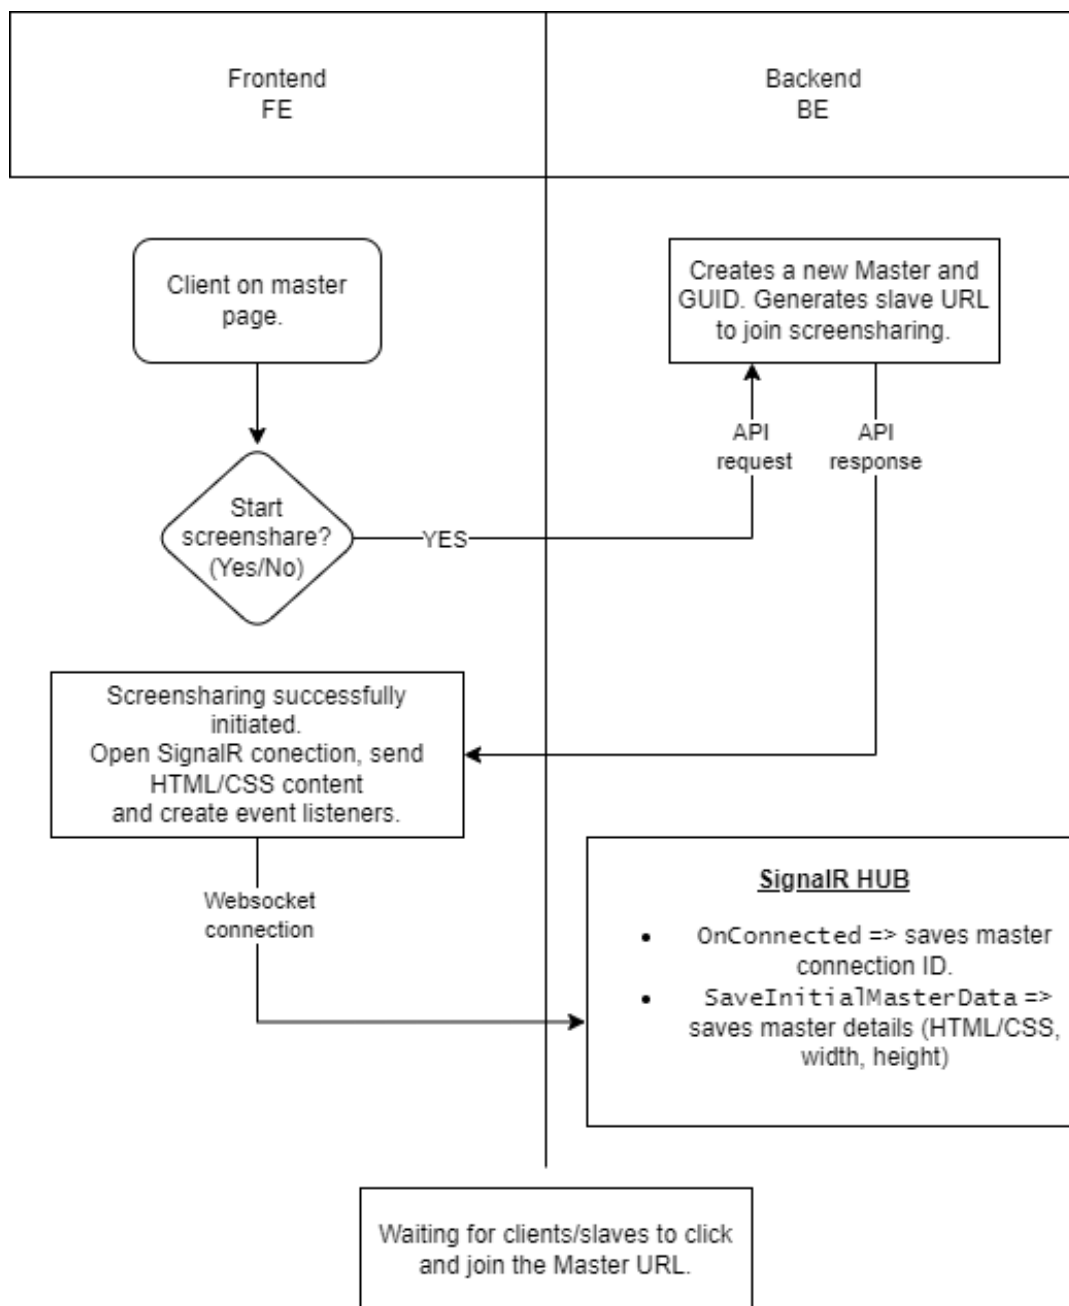 Frontend
FE
Backend
BE
Client on master
page.
Creates a new Master and
GUID. Generates slave URL
to join screensharing.
API
request
API
response
Start
screenshare?
(Yes/No)
YES
Screensharing successfully
initiated.
Open SignalR conection, send
HTML/CSS content
and create event listeners.
Websocket
connection
SignalR HUB
• OnConnected => saves master
connection ID.
• SaveInitialMasterData =>
saves master details (HTML/CSS,
width, height)
Waiting for clients/slaves to click
and join the Master URL.